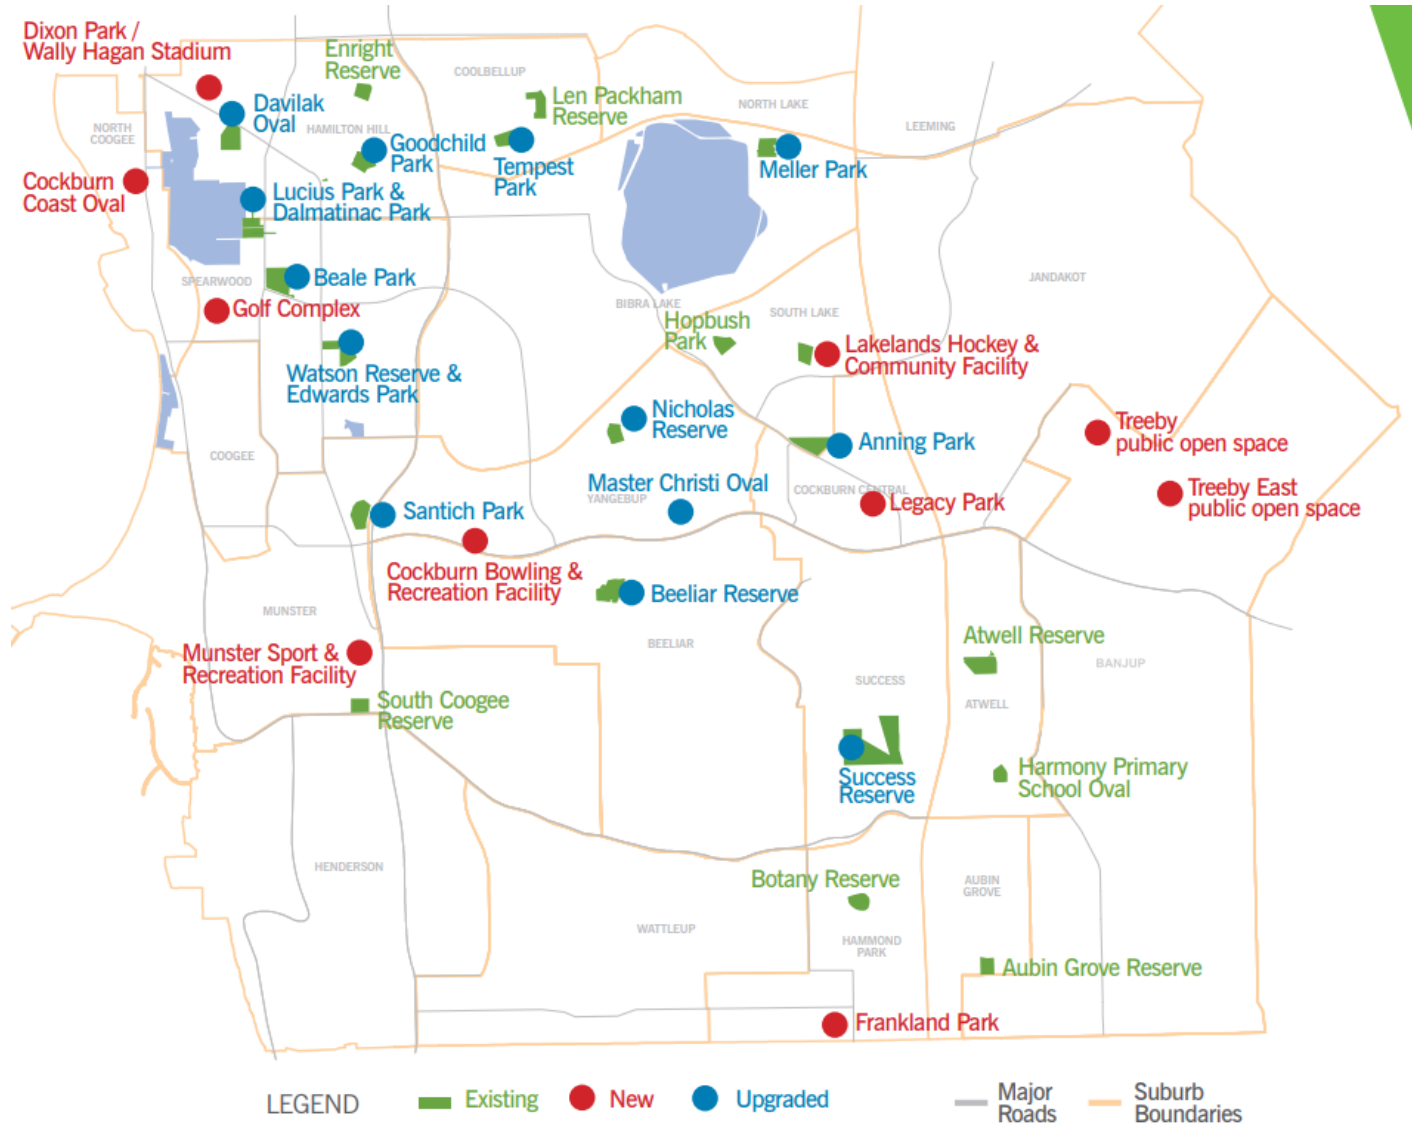 Dixon Park /
Wally Hagan Stadium
Enright
Reserve
COOLBELLUP
Len Packham
Reserve
NORTH LAKE
LEEMING
Davilak
Oval
NORTH
COOGEE
HAMILTON HILL
Goodchild
Park
Tempest
Park
Meller Park
Cockburn
Coast Oval
Lucius Park &
Dalmatinac Park
SPEARWOOD
Beale Park
JANDAKOT
Golf Complex
BIBRA LAKE
Hopbush
Park
SOUTH LAKE
Lakelands Hockey &
Community Facility
Watson Reserve &
Edwards Park
Nicholas
Reserve
Anning Park
Treeby
public open space
COOGEE
Master Christi Oval
YANGEBUP
COCKBURN CENTRAL
Legacy Park
Treeby East
public open space
Santich Park
Cockburn Bowling &
Recreation Facility
Beeliar Reserve
MUNSTER
BEELIAR
Atwell Reserve
BANJUP
Munster Sport &
Recreation Facility
SUCCESS
ATWELL
South Coogee
Reserve
Success
Reserve
Harmony Primary
School Oval
HENDERSON
Botany Reserve
AUBIN
GROVE
WATTLEUP
HAMMOND
PARK
Aubin Grove Reserve
Frankland Park
LEGEND
Existing
New
Upgraded
Major
Roads
Suburb
Boundaries